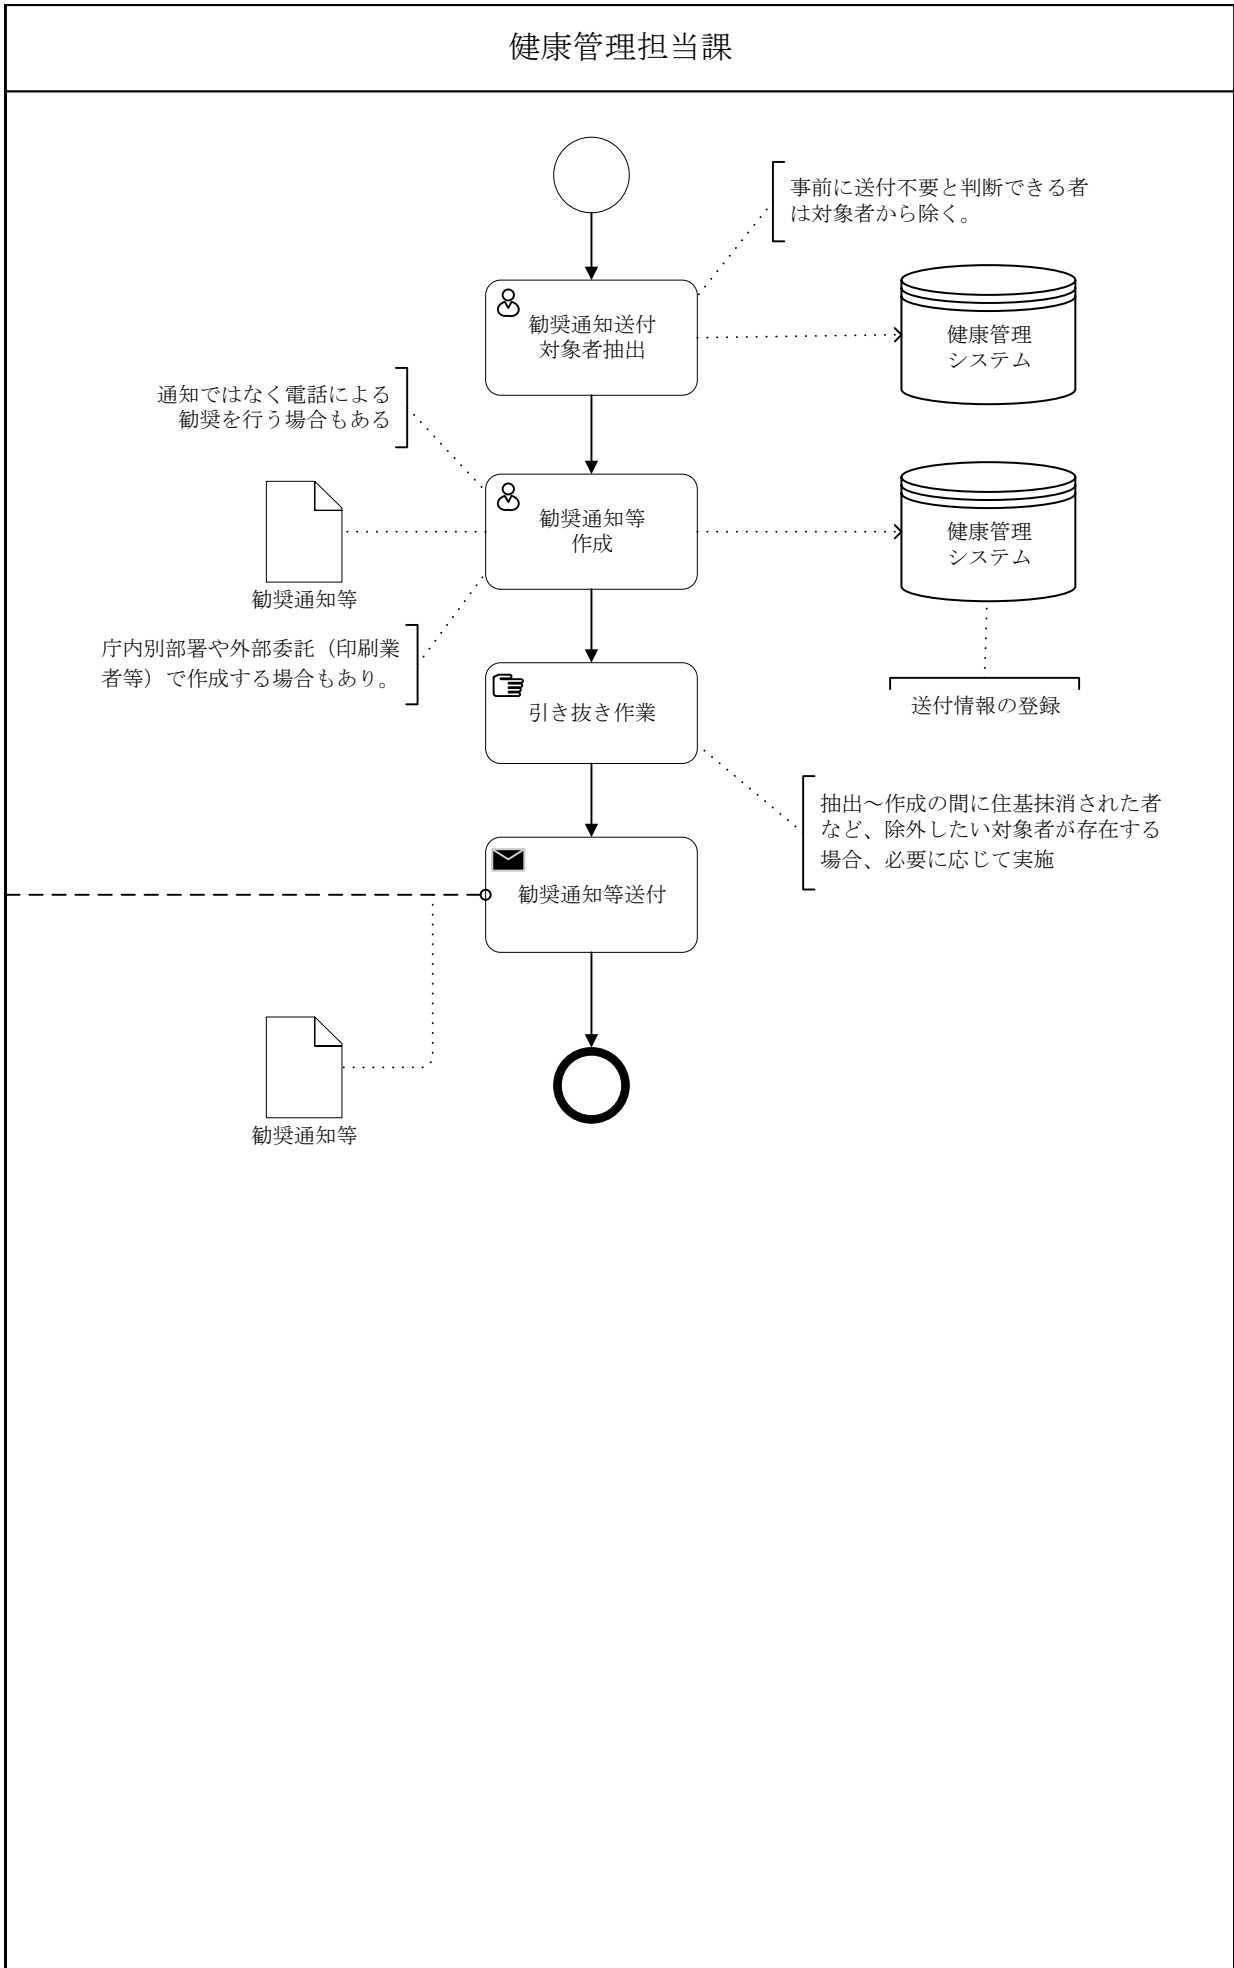 健康管理担当課
事前に送付不要と判断できる者
は対象者から除く。
勧奨通知送付
対象者抽出
健康管理
システム
通知ではなく電話による
勧奨を行う場合もある
勧奨通知等
作成
健康管理
システム
勧奨通知等
庁内別部署や外部委託（印刷業
者等）で作成する場合もあり。
引き抜き作業
送付情報の登録
抽出～作成の間に住基抹消された者
など、除外したい対象者が存在する
場合、必要に応じて実施
勧奨通知等送付
勧奨通知等